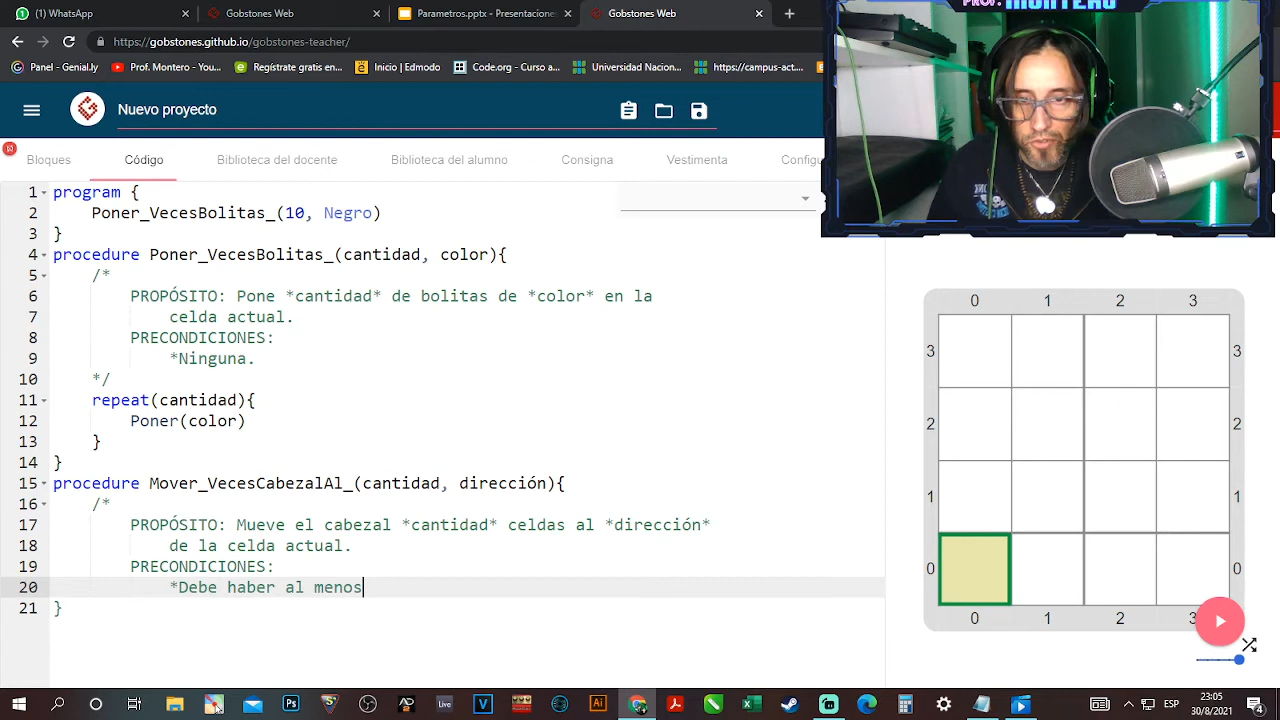 (1) WhatsApp
Gobstones
Parametros.pptx - Presentacion
Gobstones Web
https://gobstones.github.io/gobstones-teacher/
Panel - Genial.ly
Prof. Montero - You...
Regístrate gratis en...
Inicio | Edmodo
Code.org - Curso s...
Universidad Nacion...
https://campus-act...
PROF. MONTERO
Nuevo proyecto
Bloques
Código
Biblioteca del docente
Biblioteca del alumno
Consigna
Vestimenta
Configu
1 program {
2 Poner_VecesBolitas_(10, Negro)
3 }
4 procedure Poner_VecesBolitas_(cantidad, color){
5 /*
6 PROPÓSITO: Pone *cantidad* de bolitas de *color* en la
7 celda actual.
8 PRECONDICIONES:
9 *Ninguna.
10 */
11 repeat(cantidad){
12 Poner(color)
13 }
14 }
15 procedure Mover_VecesCabezalAl_(cantidad, dirección){
16 /*
17 PROPÓSITO: Mueve el cabezal *cantidad* celdas al *dirección*
18 de la celda actual.
19 PRECONDICIONES:
20 *Debe haber al menos
21 }
0 1 2 3
3 3
2 2
1 1
0 0
0 1 2 3
ESP
23:05
30/8/2021
4